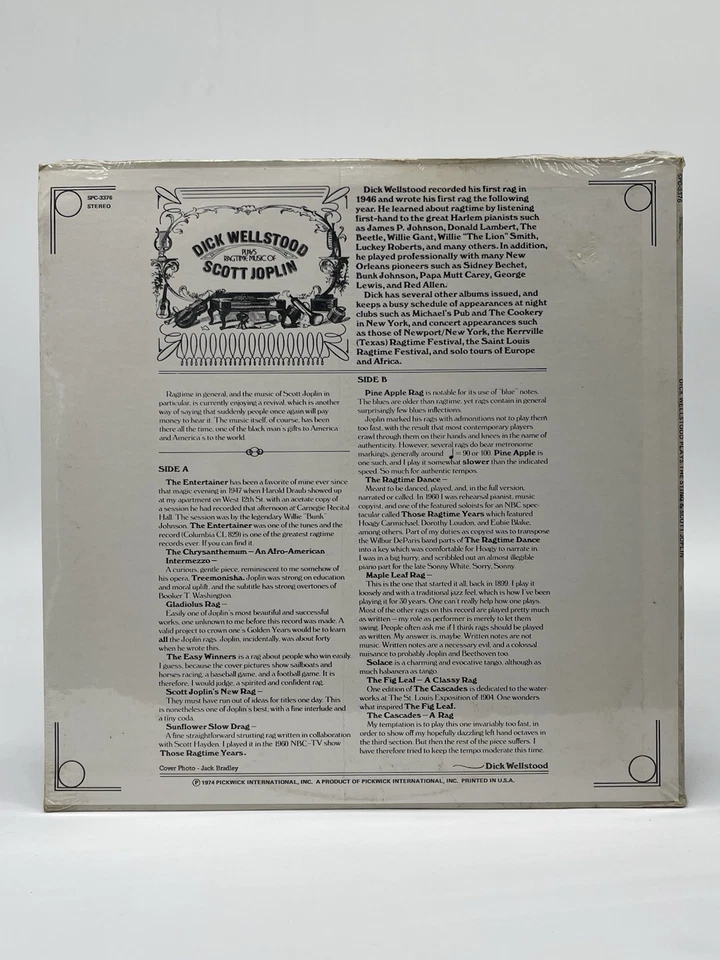 SPC-3376
STEREO
DICK WELLSTOOD
PLAYS
RAGTIME MUSIC OF
SCOTT JOPLIN
Dick Wellstood recorded his first rag in
1946 and wrote his first rag the following
year. He learned about ragtime by listening
first-hand to the great Harlem pianists such
as James P. Johnson, Donald Lambert, The
Beetle, Willie Gant, Willie "The Lion" Smith,
Luckey Roberts, and many others. In addition,
he played professionally with many New
Orleans pioneers such as Sidney Bechet,
Bunk Johnson, Papa Mutt Carey, George
Lewis, and Red Allen.
Dick has several other albums issued, and
keeps a busy schedule of appearances at night
clubs such as Michael's Pub and The Cookery
in New York, and concert appearances such
as those of Newport/New York, the Kerrville
(Texas) Ragtime Festival, the Saint Louis
Ragtime Festival, and solo tours of Europe
and Africa.
Ragtime in general, and the music of Scott Joplin in
particular, is currently enjoying a revival, which is another
way of saying that suddenly people once again will pay
money to hear it. The music itself, of course, has been
there all the time, one of the black man's gifts to America
and America's to the world.
SIDE A
The Entertainer has been a favorite of mine ever since
that magic evening in 1947 when Harold Draub showed up
at my apartment on West 12th St. with an acetate copy of
a session he had recorded that afternoon at Carnegie Recital
Hall. The session was by the legendary Willie "Bunk"
Johnson. The Entertainer was one of the tunes and the
record (Columbia CL 829) is one of the greatest ragtime
records ever. If you can find it.
The Chrysanthemum – An Afro-American
Intermezzo –
A curious, gentle piece, reminiscent to me somehow of
his opera, Treemonisha. Joplin was strong on education
and moral uplift, and the subtitle has strong overtones of
Booker T. Washington.
Gladiolus Rag –
Easily one of Joplin's most beautiful and successful
works, one unknown to me before this record was made. A
valid project to crown one's Golden Years would be to learn
all the Joplin rags. Joplin, incidentally, was about forty
when he wrote this.
The Easy Winners is a rag about people who win easily,
I guess, because the cover pictures show sailboats and
horses racing, a baseball game, and a football game. It is
therefore, I would judge, a spirited and confident rag.
Scott Joplin's New Rag –
They must have run out of ideas for titles one day. This
is nonetheless one of Joplin's best, with a fine interlude and
a tiny coda.
Sunflower Slow Drag –
A fine straightforward strutting rag written in collaboration
with Scott Hayden. I played it in the 1960 NBC-TV show
Those Ragtime Years.
SIDE B
Pine Apple Rag is notable for its use of "blue" notes.
The blues are older than ragtime, yet rags contain in general
surprisingly few blues inflections.
Joplin marked his rags with admonitions not to play them
too fast, with the result that most contemporary players
crawl through them on their hands and knees in the name of
authenticity. However, several rags do bear metronome
markings, generally around ♩ = 90 or 100. Pine Apple is
one such, and I play it somewhat slower than the indicated
speed. So much for authentic tempos.
The Ragtime Dance –
Meant to be danced, played, and, in the full version,
narrated or called. In 1960 I was rehearsal pianist, music
copyist, and one of the featured soloists for an NBC spec-
tacular called Those Ragtime Years which featured
Hoagy Carmichael, Dorothy Loudon, and Eubie Blake,
among others. Part of my duties as copyist was to transpose
the Wilbur DeParis band parts of The Ragtime Dance
into a key which was comfortable for Hoagy to narrate in.
I was in a big hurry, and scribbled out an almost illegible
piano part for the late Sonny White. Sorry, Sonny.
Maple Leaf Rag –
This is the one that started it all, back in 1899. I play it
loosely and with a traditional jazz feel, which is how I've been
playing it for 30 years. One can't really help how one plays.
Most of the other rags on this record are played pretty much
as written – my role as performer is merely to let them
swing. People often ask me if I think rags should be played
as written. My answer is, maybe. Written notes are not
music. Written notes are a necessary evil, and a colossal
nuisance to probably Joplin and Beethoven too.
Solace is a charming and evocative tango, although as
much habanera as tango.
The Fig Leaf – A Classy Rag
One edition of The Cascades is dedicated to the water-
works at The St. Louis Exposition of 1904. One wonders
what inspired The Fig Leaf.
The Cascades – A Rag
My temptation is to play this one invariably too fast, in
order to show off my hopefully dazzling left hand octaves in
the third section. But then the rest of the piece suffers. I
have therefore tried to keep the tempo moderate this time.
Dick Wellstood
Cover Photo - Jack Bradley
Ⓟ 1974 PICKWICK INTERNATIONAL, INC. A PRODUCT OF PICKWICK INTERNATIONAL, INC. PRINTED IN U.S.A.
SPC-3376
DICK WELLSTOOD PLAYS THE STING & SCOTT JOPLIN